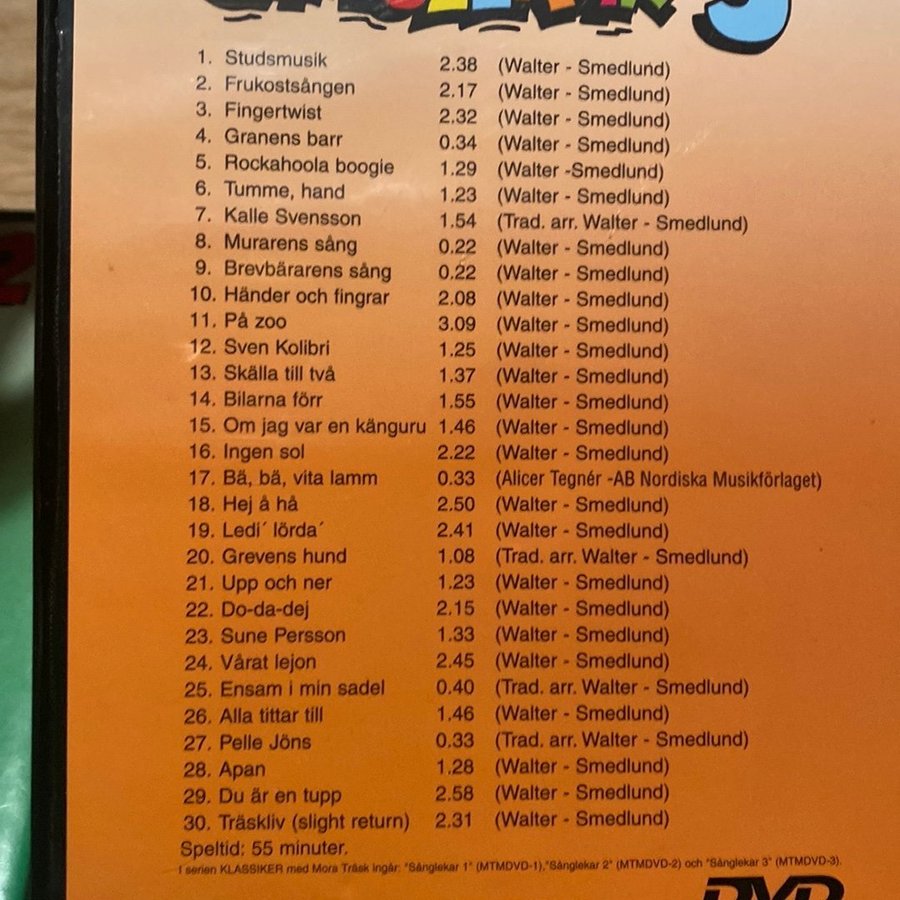 3
1. Studsmusik 2.38 (Walter - Smedlund)
2. Frukostsången 2.17 (Walter - Smedlund)
3. Fingertwist 2.32 (Walter - Smedlund)
4. Granens barr 0.34 (Walter - Smedlund)
5. Rockahoola boogie 1.29 (Walter -Smedlund)
6. Tumme, hand 1.23 (Walter - Smedlund)
7. Kalle Svensson 1.54 (Trad. arr. Walter - Smedlund)
8. Murarens sång 0.22 (Walter - Smedlund)
9. Brevbärarens sång 0.22 (Walter - Smedlund)
10. Händer och fingrar 2.08 (Walter - Smedlund)
11. På zoo 3.09 (Walter - Smedlund)
12. Sven Kolibri 1.25 (Walter - Smedlund)
13. Skälla till två 1.37 (Walter - Smedlund)
14. Bilarna förr 1.55 (Walter - Smedlund)
15. Om jag var en känguru 1.46 (Walter - Smedlund)
16. Ingen sol 2.22 (Walter - Smedlund)
17. Bä, bä, vita lamm 0.33 (Alicer Tegnér -AB Nordiska Musikförlaget)
18. Hej å hå 2.50 (Walter - Smedlund)
19. Ledi´ lörda´ 2.41 (Walter - Smedlund)
20. Grevens hund 1.08 (Trad. arr. Walter - Smedlund)
21. Upp och ner 1.23 (Walter - Smedlund)
22. Do-da-dej 2.15 (Walter - Smedlund)
23. Sune Persson 1.33 (Walter - Smedlund)
24. Vårat lejon 2.45 (Walter - Smedlund)
25. Ensam i min sadel 0.40 (Trad. arr. Walter - Smedlund)
26. Alla tittar till 1.46 (Walter - Smedlund)
27. Pelle Jöns 0.33 (Trad. arr. Walter - Smedlund)
28. Apan 1.28 (Walter - Smedlund)
29. Du är en tupp 2.58 (Walter - Smedlund)
30. Träskliv (slight return) 2.31 (Walter - Smedlund)
Speltid: 55 minuter.
I serien KLASSIKER med Mora Träsk ingår: "Sånglekar 1" (MTMDVD-1),"Sånglekar 2" (MTMDVD-2) och "Sånglekar 3" (MTMDVD-3).
DVD
2